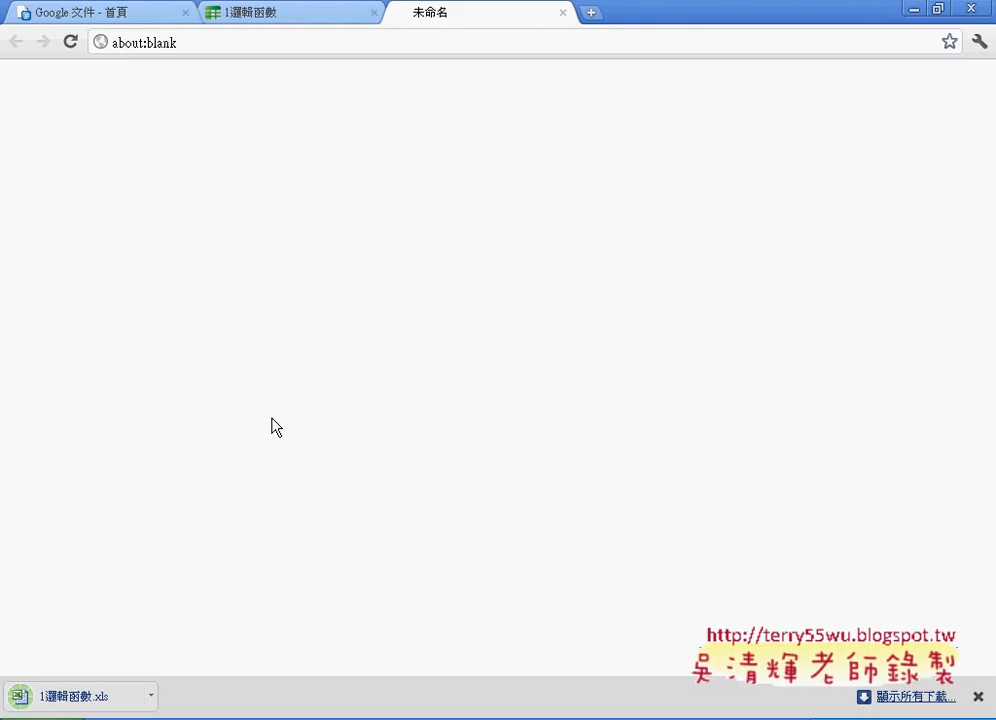 Google 文件 - 首頁
1邏輯函數
未命名
about:blank
http://terry55wu.blogspot.tw
吳清輝老師錄製
1邏輯函數.xls
顯示所有下載...